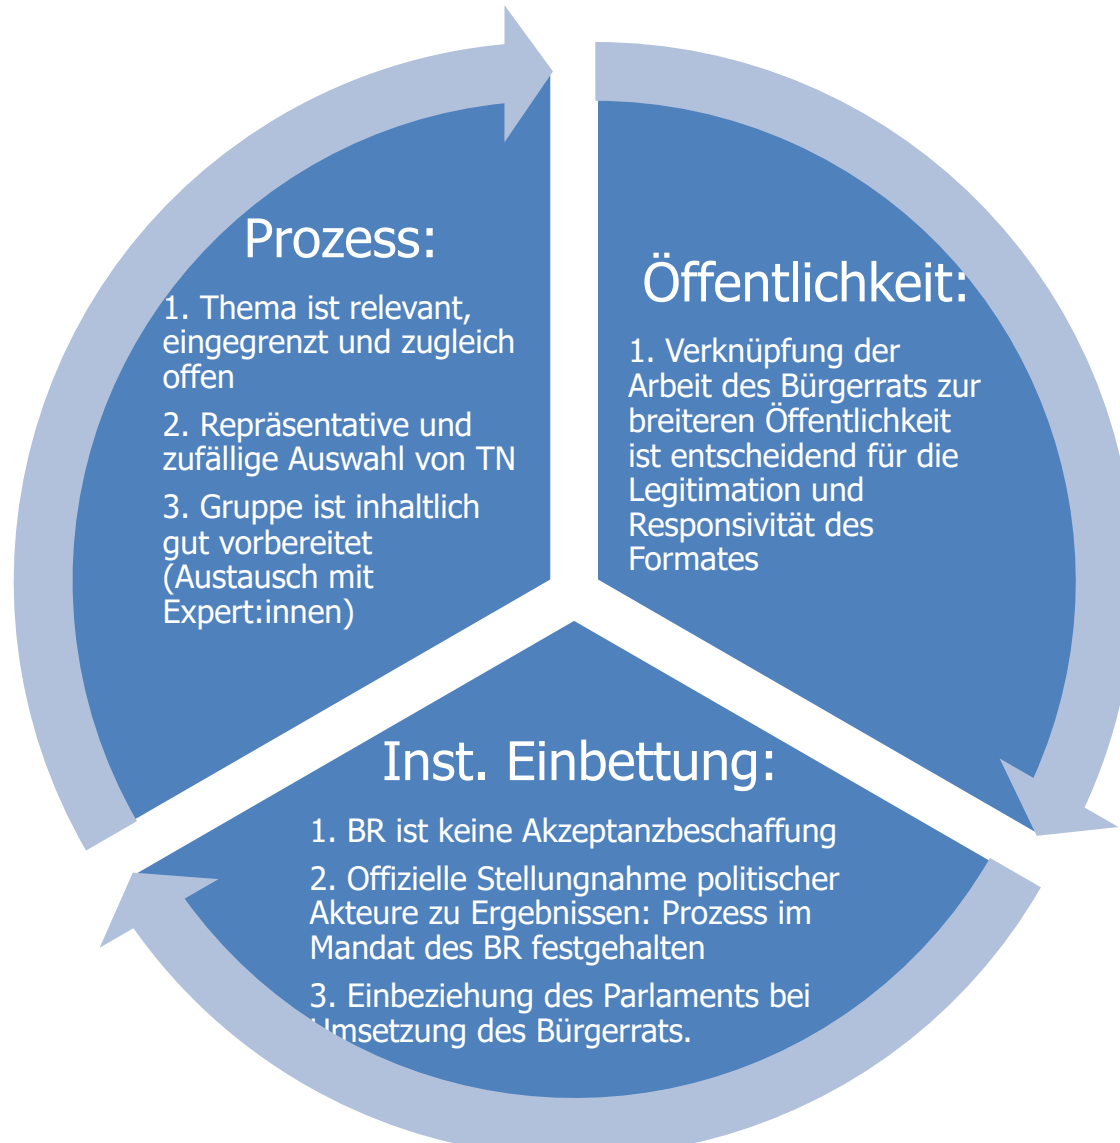 Prozess:
1. Thema ist relevant,
eingegrenzt und zugleich
offen
2. Repräsentative und
zufällige Auswahl von TN
3. Gruppe ist inhaltlich
gut vorbereitet
(Austausch mit
Expert:innen)
Öffentlichkeit:
1. Verknüpfung der
Arbeit des Bürgerrats zur
breiteren Öffentlichkeit
ist entscheidend für die
Legitimation und
Responsivität des
Formates
Inst. Einbettung:
1. BR ist keine Akzeptanzbeschaffung
2. Offizielle Stellungnahme politischer
Akteure zu Ergebnissen: Prozess im
Mandat des BR festgehalten
3. Einbeziehung des Parlaments bei
Umsetzung des Bürgerrats.